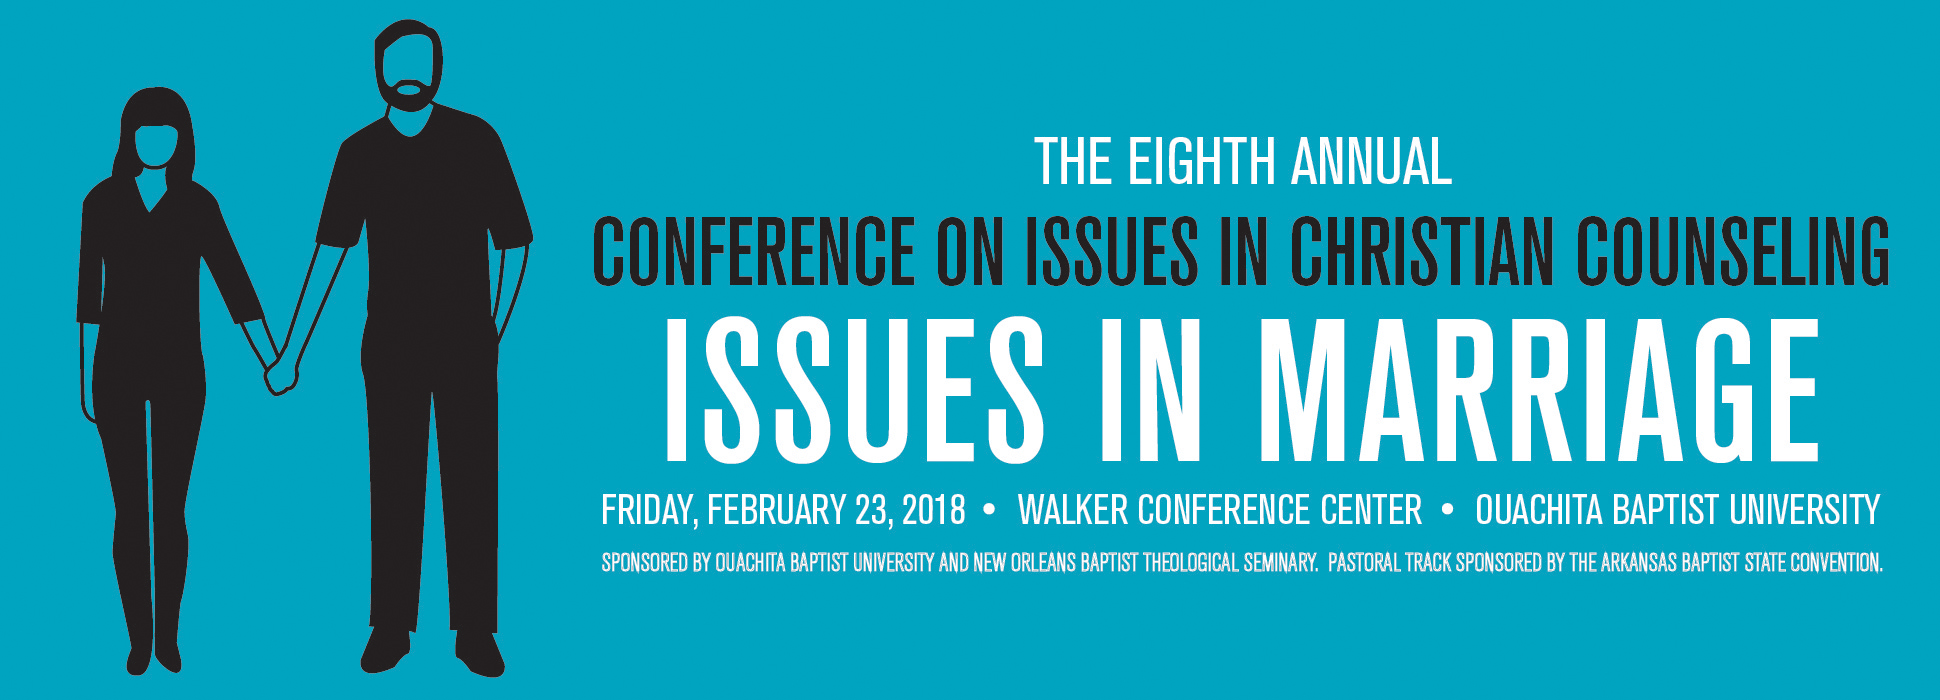 THE EIGHTH ANNUAL
CONFERENCE ON ISSUES IN CHRISTIAN COUNSELING
ISSUES IN MARRIAGE
FRIDAY, FEBRUARY 23, 2018 • WALKER CONFERENCE CENTER • OUACHITA BAPTIST UNIVERSITY
SPONSORED BY OUACHITA BAPTIST UNIVERSITY AND NEW ORLEANS BAPTIST THEOLOGICAL SEMINARY. PASTORAL TRACK SPONSORED BY THE ARKANSAS BAPTIST STATE CONVENTION.